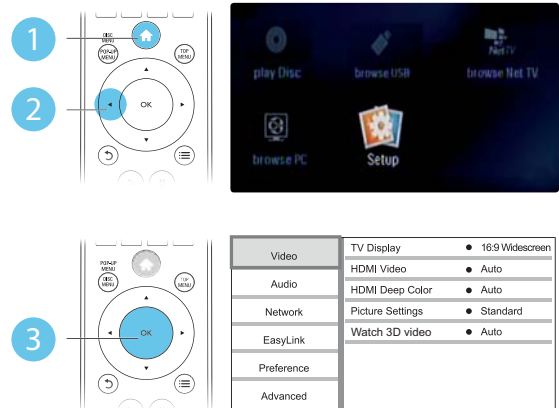 1
DISC
MENU
POP-UP
MENU
TOP
MENU
2
OK
play Disc
browse USB
Net TV
browse Net TV
browse PC
Setup
3
POP-UP
MENU
DISC
MENU
TOP
MENU
OK
Video
Audio
Network
EasyLink
Preference
Advanced
TV Display ● 16:9 Widescreen
HDMI Video ● Auto
HDMI Deep Color ● Auto
Picture Settings ● Standard
Watch 3D video ● Auto